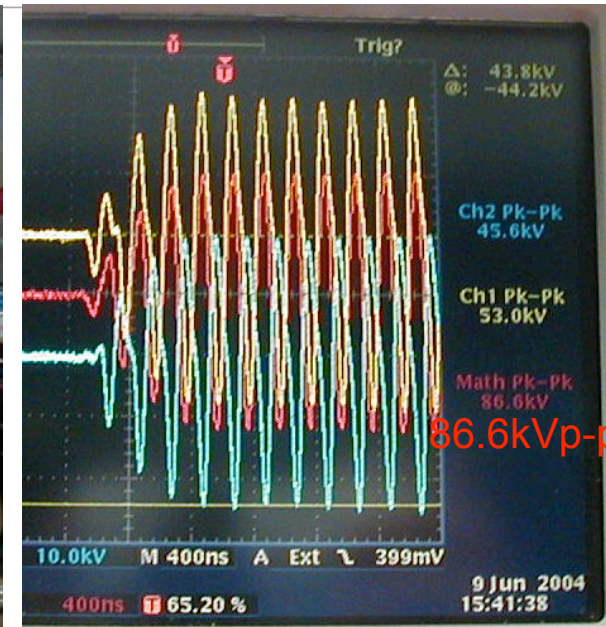 Trig?
Δ: 43.8kV
@: -44.2kV
Ch2 Pk-Pk
45.6kV
Ch1 Pk-Pk
53.0kV
Math Pk-Pk
86.6kV
86.6kVp-p
10.0kV M 400ns A Ext 399mV
400ns T 65.20 %
9 Jun 2004
15:41:38